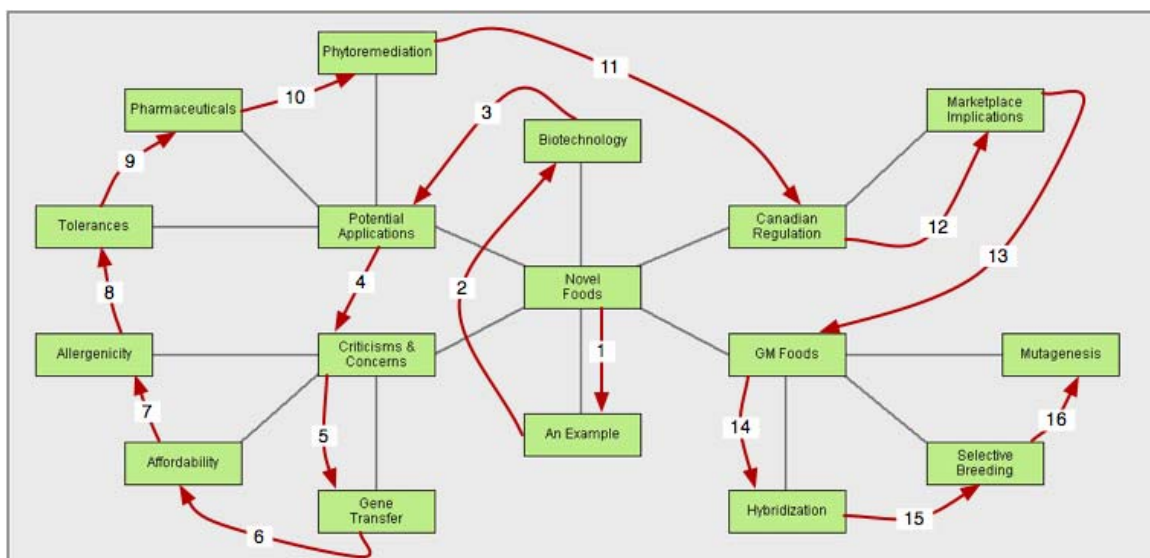 Phytoremediation
11
10
Pharmaceuticals
3
Marketplace
Implications
Biotechnology
9
Tolerances
Potential
Applications
Canadian
Regulation
12
13
8
4
2
Novel
Foods
Allergenicity
Criticisms &
Concerns
1
GM Foods
Mutagenesis
7
5
14
16
Affordability
An Example
Selective
Breeding
Gene
Transfer
Hybridization
15
6